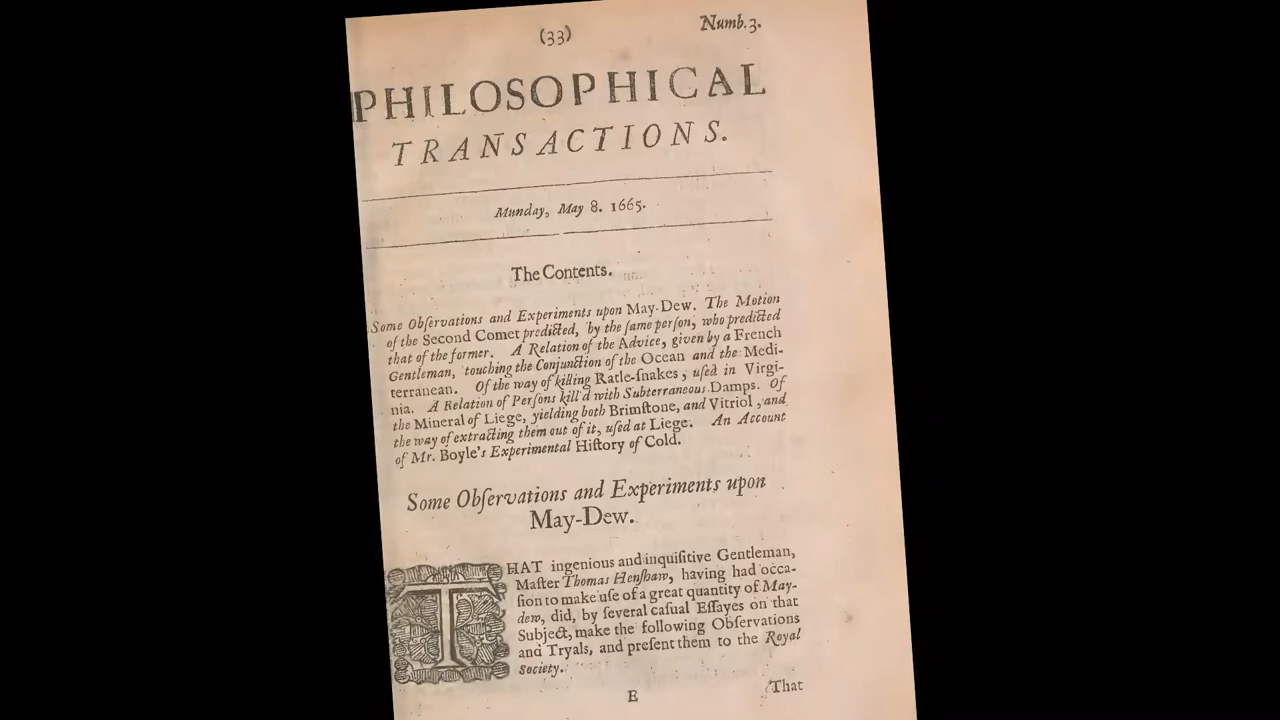 (33) Numb. 3.
PHILOSOPHICAL
TRANSACTIONS.
Munday, May 8. 1665.
The Contents.
Some Obſervations and Experiments upon May-Dew. The Motion
of the Second Comet predicted, by the ſame perſon, who predicted
that of the former. A Relation of the Advice, given by a French
Gentleman, touching the Conjunction of the Ocean and the Medi-
terranean. Of the way of killing Ratle-ſnakes, uſed in Virgi-
nia. A Relation of Perſons kill'd with Subterraneous Damps. Of
the Mineral of Liege, yielding both Brimſtone, and Vitriol, and
the way of extracting them out of it, uſed at Liege. An Account
of Mr. Boyle's Experimental Hiſtory of Cold.
Some Obſervations and Experiments upon
May-Dew.
THAT ingenious and inquiſitive Gentleman,
Maſter Thomas Henſhaw, having had occa-
ſion to make uſe of a great quantity of May-
dew, did, by ſeveral caſual Eſſayes on that
Subject, make the following Obſervations
and Tryals, and preſent them to the Royal
Society.
E That